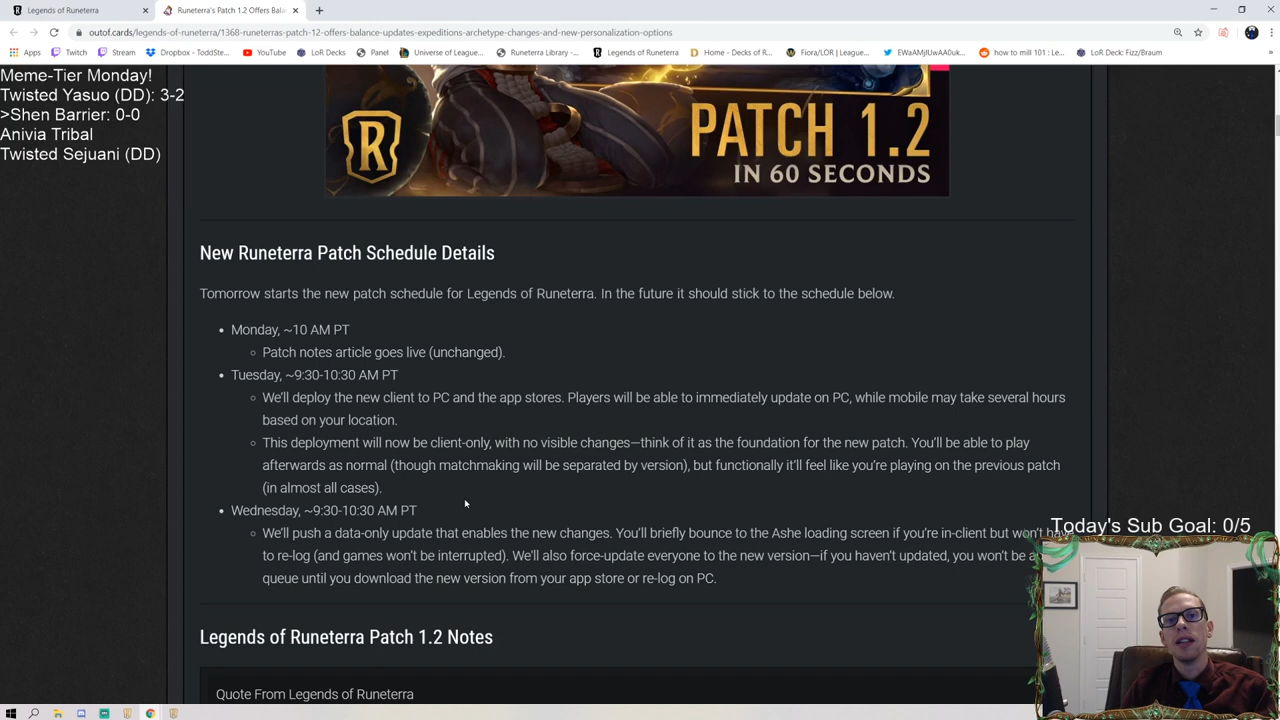 Legends of Runeterra
Runeterra's Patch 1.2 Offers Bala
outof.cards/legends-of-runeterra/1368-runeterras-patch-12-offers-balance-updates-expeditions-archetype-changes-and-new-personalization-options
Apps Twitch Stream Dropbox - ToddSte... YouTube LoR Decks Panel Universe of League... Runeterra Library -... Legends of Runeterra Home - Decks of R... Fiora/LOR | League... EWaAMjIUwAA0uk... how to mill 101 : Le... LoR Deck: Fizz/Braum
Meme-Tier Monday!
Twisted Yasuo (DD): 3-2
>Shen Barrier: 0-0
Anivia Tribal
Twisted Sejuani (DD)
R
PATCH 1.2
IN 60 SECONDS
New Runeterra Patch Schedule Details
Tomorrow starts the new patch schedule for Legends of Runeterra. In the future it should stick to the schedule below.
Monday, ~10 AM PT
Patch notes article goes live (unchanged).
Tuesday, ~9:30-10:30 AM PT
We'll deploy the new client to PC and the app stores. Players will be able to immediately update on PC, while mobile may take several hours
based on your location.
This deployment will now be client-only, with no visible changes—think of it as the foundation for the new patch. You'll be able to play
afterwards as normal (though matchmaking will be separated by version), but functionally it'll feel like you're playing on the previous patch
(in almost all cases).
Wednesday, ~9:30-10:30 AM PT
We'll push a data-only update that enables the new changes. You'll briefly bounce to the Ashe loading screen if you're in-client but won't have
to re-log (and games won't be interrupted). We'll also force-update everyone to the new version—if you haven't updated, you won't be a
queue until you download the new version from your app store or re-log on PC.
Today's Sub Goal: 0/5
Legends of Runeterra Patch 1.2 Notes
Quote From Legends of Runeterra